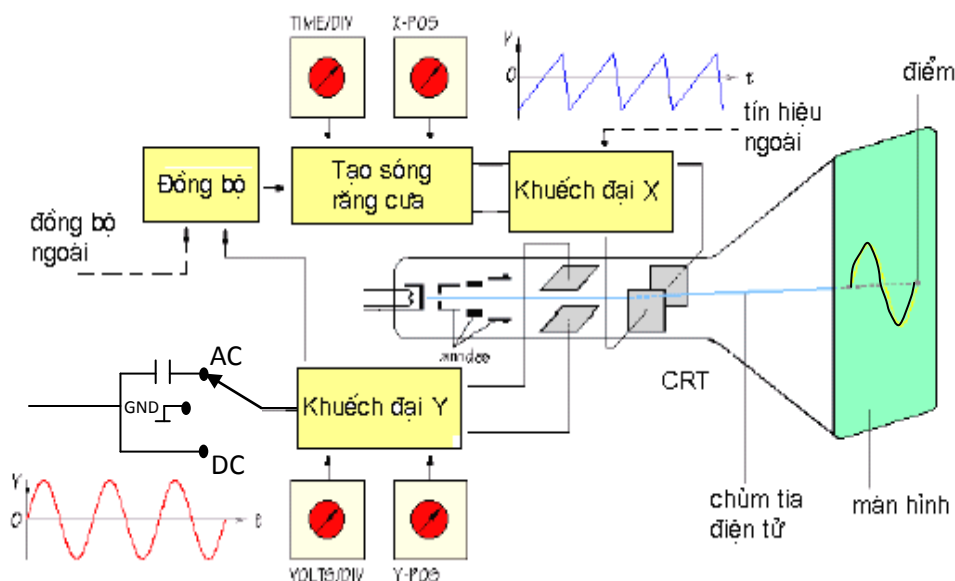 TIME/DIV
X-POS
V
0
t
điểm
tín hiệu
ngoài
Đồng bộ
Tạo sóng
răng cưa
Khuếch đại X
đồng bộ
ngoài
anodes
CRT
AC
GND
DC
Khuếch đại Y
V
0
t
VOLTS/DIV
Y-POS
chùm tia
điện tử
màn hình